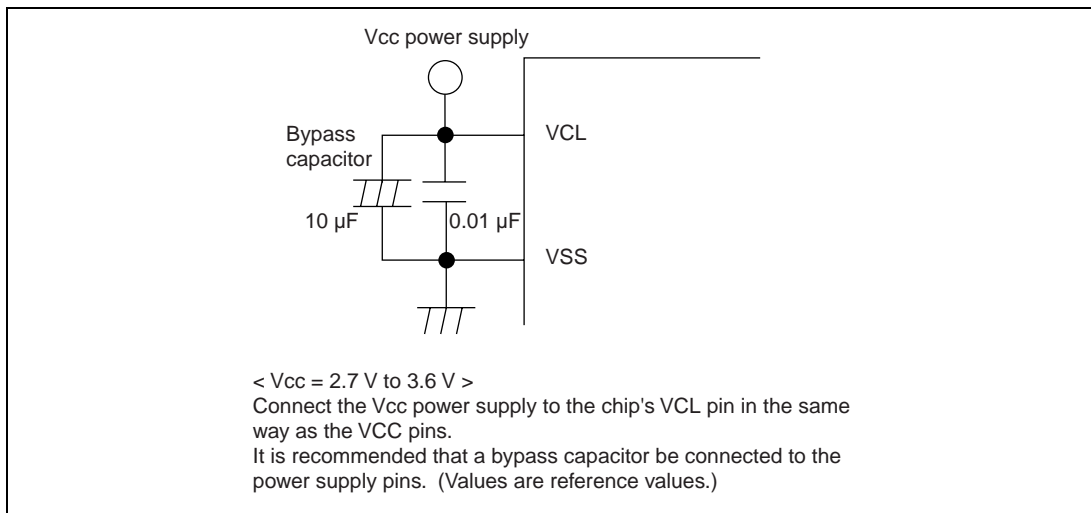 Vcc power supply
VCL
Bypass
capacitor
10 µF
0.01 µF
VSS
< Vcc = 2.7 V to 3.6 V >
Connect the Vcc power supply to the chip's VCL pin in the same
way as the VCC pins.
It is recommended that a bypass capacitor be connected to the
power supply pins.  (Values are reference values.)